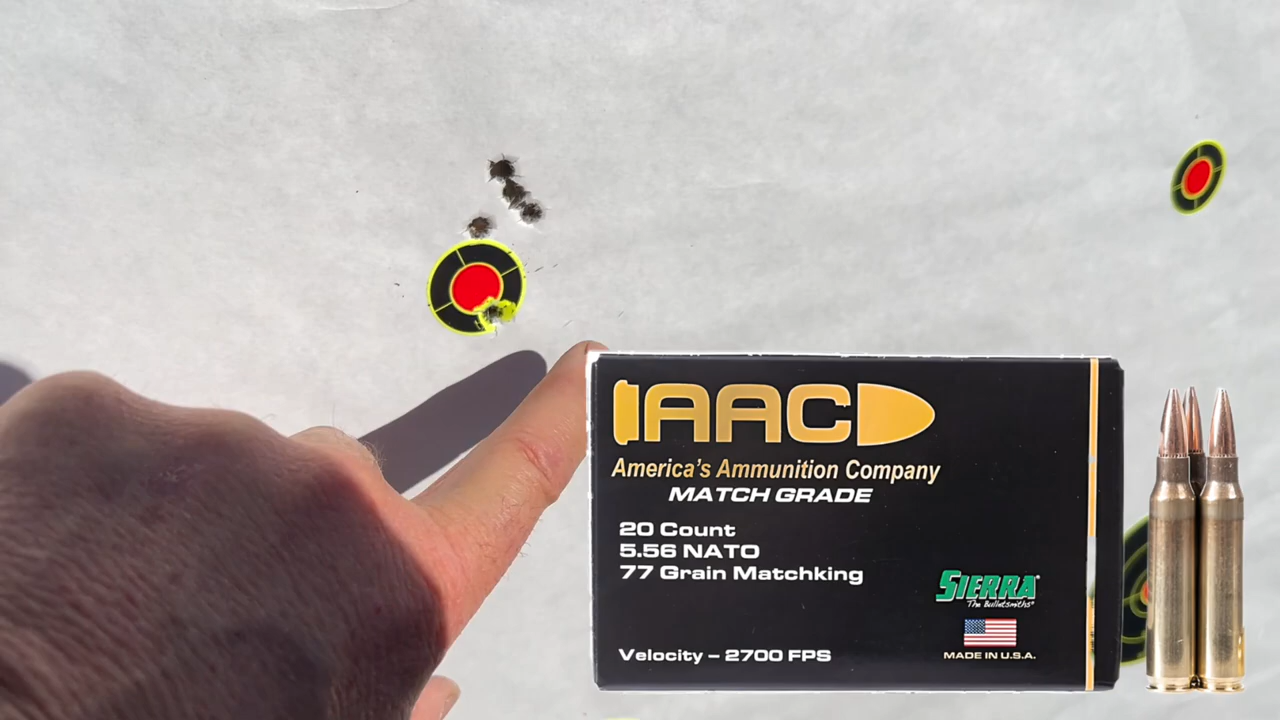 AAC
America's Ammunition Company
MATCH GRADE
20 Count
5.56 NATO
77 Grain Matchking
SIERRA®
The Bulletsmiths®
MADE IN U.S.A.
Velocity – 2700 FPS